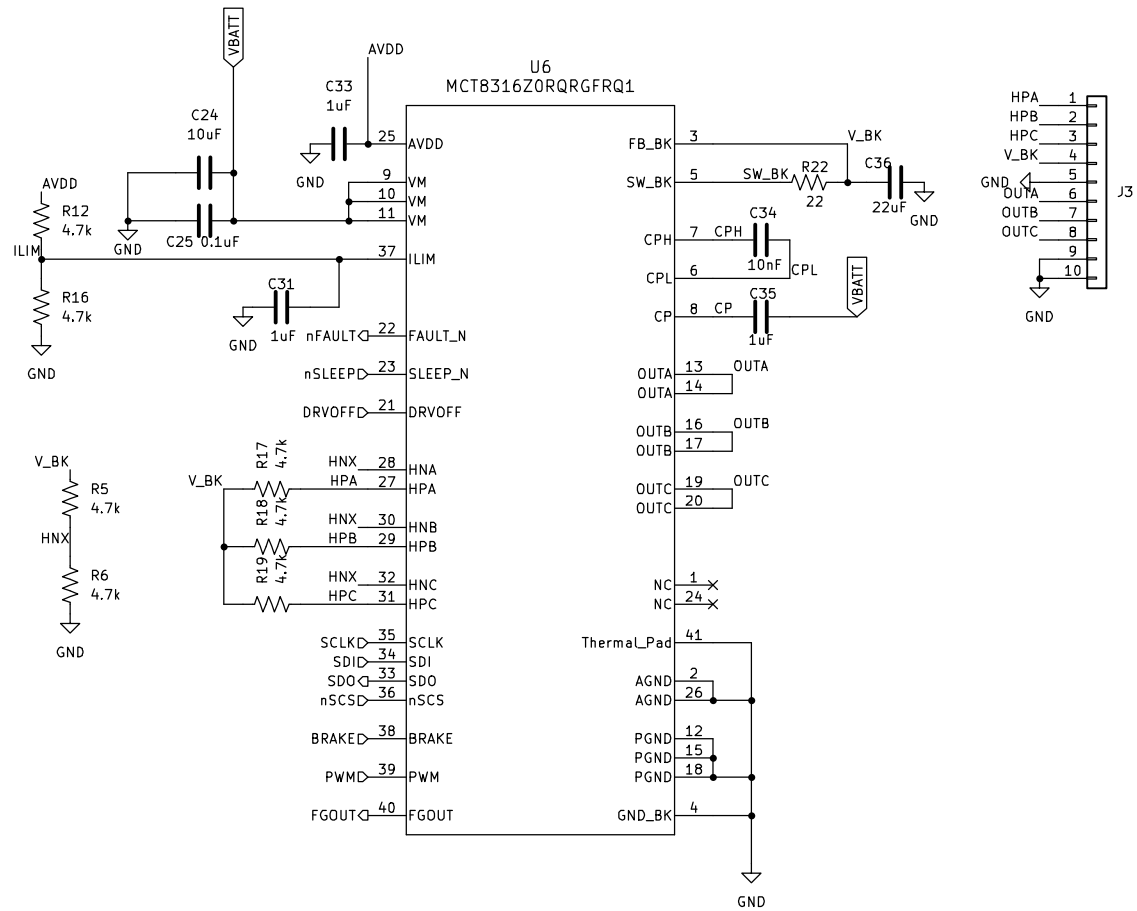 VBATT
AVDD
C33
1uF
GND
C24
10uF
C25 0.1uF
GND
AVDD
R12
4.7k
ILIM
R16
4.7k
GND
C31
1uF
GND
U6
MCT8316Z0RQRGFRQ1
25 AVDD
9 VM
10 VM
11 VM
37 ILIM
nFAULT 22 FAULT_N
nSLEEP 23 SLEEP_N
DRVOFF 21 DRVOFF
HNX 28 HNA
HPA 27 HPA
HNX 30 HNB
HPB 29 HPB
HNX 32 HNC
HPC 31 HPC
SCLK 35 SCLK
SDI 34 SDI
SDO 33 SDO
nSCS 36 nSCS
BRAKE 38 BRAKE
PWM 39 PWM
FGOUT 40 FGOUT
V_BK
R17
4.7k
R18
4.7k
R19
4.7k
V_BK
R5
4.7k
HNX
R6
4.7k
GND
FB_BK 3 V_BK
SW_BK 5 SW_BK
R22
22
C36
22uF
GND
CPH 7 CPH
C34
10nF
CPL 6 CPL
CP 8 CP
C35
1uF
VBATT
OUTA 13 OUTA
OUTA 14
OUTB 16 OUTB
OUTB 17
OUTC 19 OUTC
OUTC 20
NC 1
NC 24
Thermal_Pad 41
AGND 2
AGND 26
PGND 12
PGND 15
PGND 18
GND_BK 4
GND
HPA 1
HPB 2
HPC 3
V_BK 4
GND 5
OUTA 6
OUTB 7
OUTC 8
9
10
GND
J3